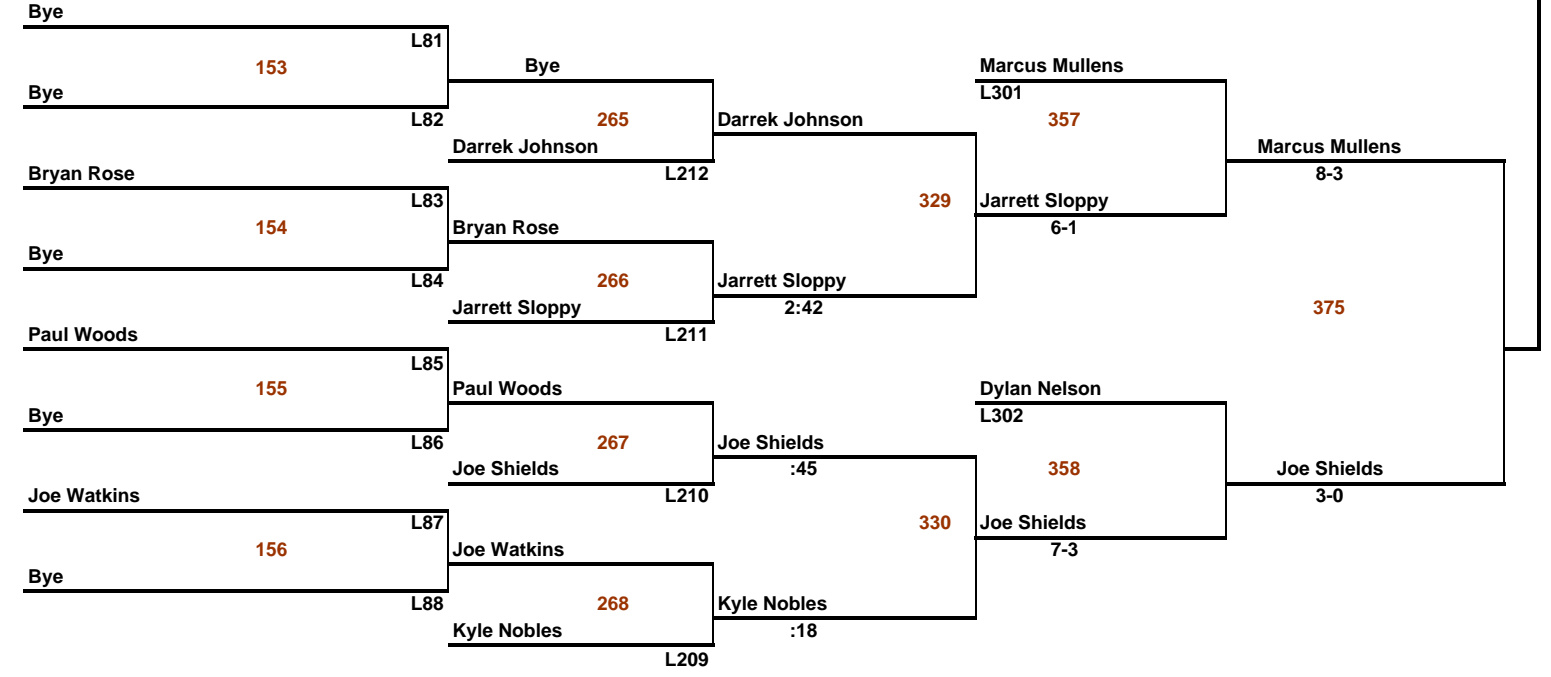 Bye
L81
153
Bye
Marcus Mullens
Bye
L301
L82
265
Darrek Johnson
357
Darrek Johnson
Marcus Mullens
Bryan Rose
L212
8-3
L83
329
Jarrett Sloppy
154
Bryan Rose
6-1
Bye
L84
266
Jarrett Sloppy
Jarrett Sloppy
2:42
375
Paul Woods
L211
L85
155
Paul Woods
Dylan Nelson
Bye
L302
L86
267
Joe Shields
Joe Shields
:45
358
Joe Shields
Joe Watkins
L210
3-0
L87
330
Joe Shields
156
Joe Watkins
7-3
Bye
L88
268
Kyle Nobles
Kyle Nobles
:18
L209